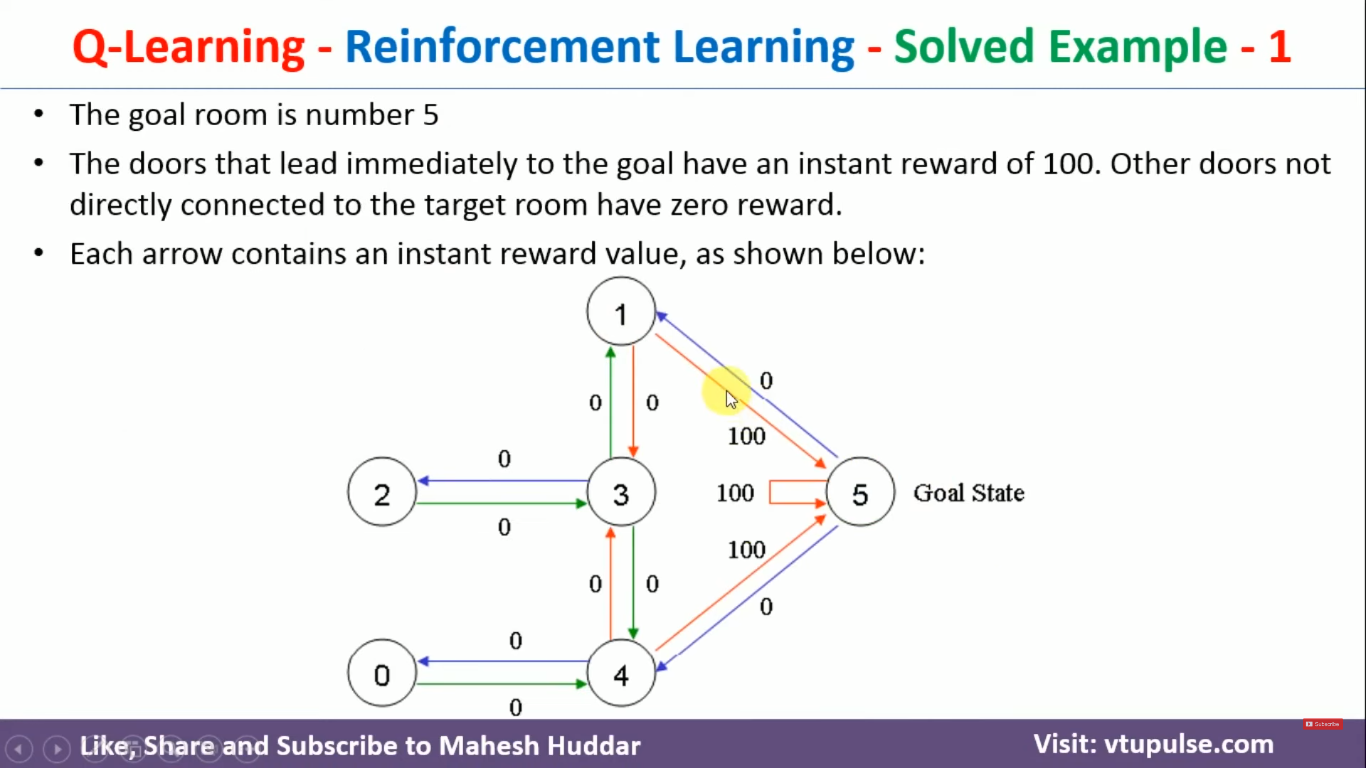 Q-Learning - Reinforcement Learning - Solved Example - 1
• The goal room is number 5
• The doors that lead immediately to the goal have an instant reward of 100. Other doors not
directly connected to the target room have zero reward.
• Each arrow contains an instant reward value, as shown below:
1
0
0 0
100
0
2 3 100 5 Goal State
0
100
0 0
0
0
0 4
0
Subscribe
Like, Share and Subscribe to Mahesh Huddar
Visit: vtupulse.com